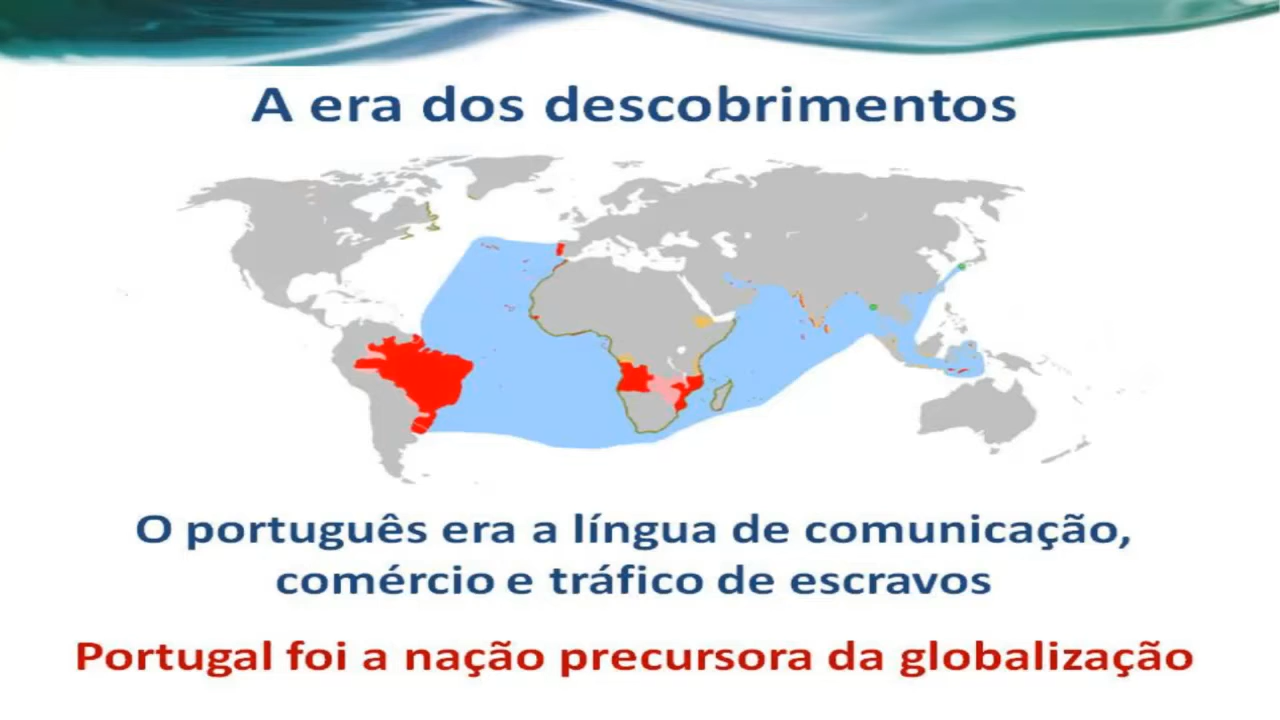 A era dos descobrimentos
O português era a língua de comunicação,
comércio e tráfico de escravos
Portugal foi a nação precursora da globalização